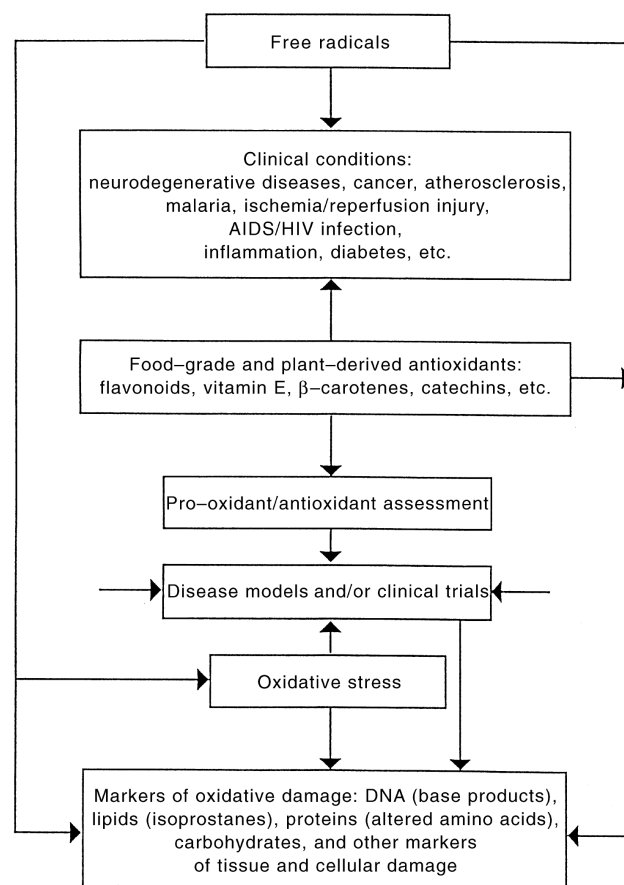 Free radicals
Clinical conditions:
neurodegenerative diseases, cancer, atherosclerosis,
malaria, ischemia/reperfusion injury,
AIDS/HIV infection,
inflammation, diabetes, etc.
Food–grade and plant–derived antioxidants:
flavonoids, vitamin E, β–carotenes, catechins, etc.
Pro–oxidant/antioxidant assessment
Disease models and/or clinical trials
Oxidative stress
Markers of oxidative damage: DNA (base products),
lipids (isoprostanes), proteins (altered amino acids),
carbohydrates, and other markers
of tissue and cellular damage